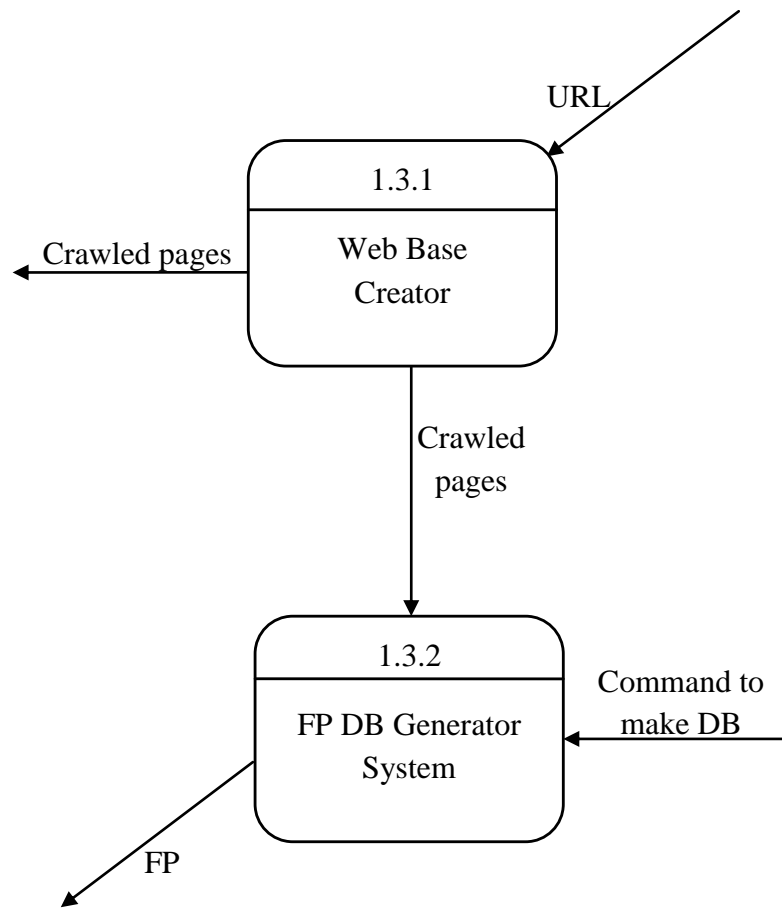 URL
1.3.1
Web Base
Creator
Crawled pages
Crawled
pages
1.3.2
FP DB Generator
System
Command to
make DB
FP